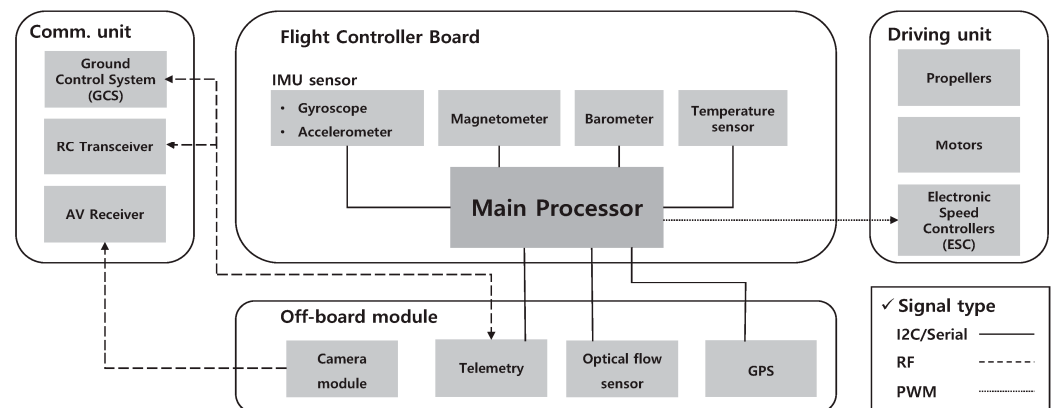 Comm. unit
Ground
Control System
(GCS)
RC Transceiver
AV Receiver
Flight Controller Board
IMU sensor
• Gyroscope
• Accelerometer
Magnetometer
Barometer
Temperature
sensor
Main Processor
Driving unit
Propellers
Motors
Electronic
Speed
Controllers
(ESC)
Off-board module
Camera
module
Telemetry
Optical flow
sensor
GPS
✓ Signal type
I2C/Serial
RF
PWM